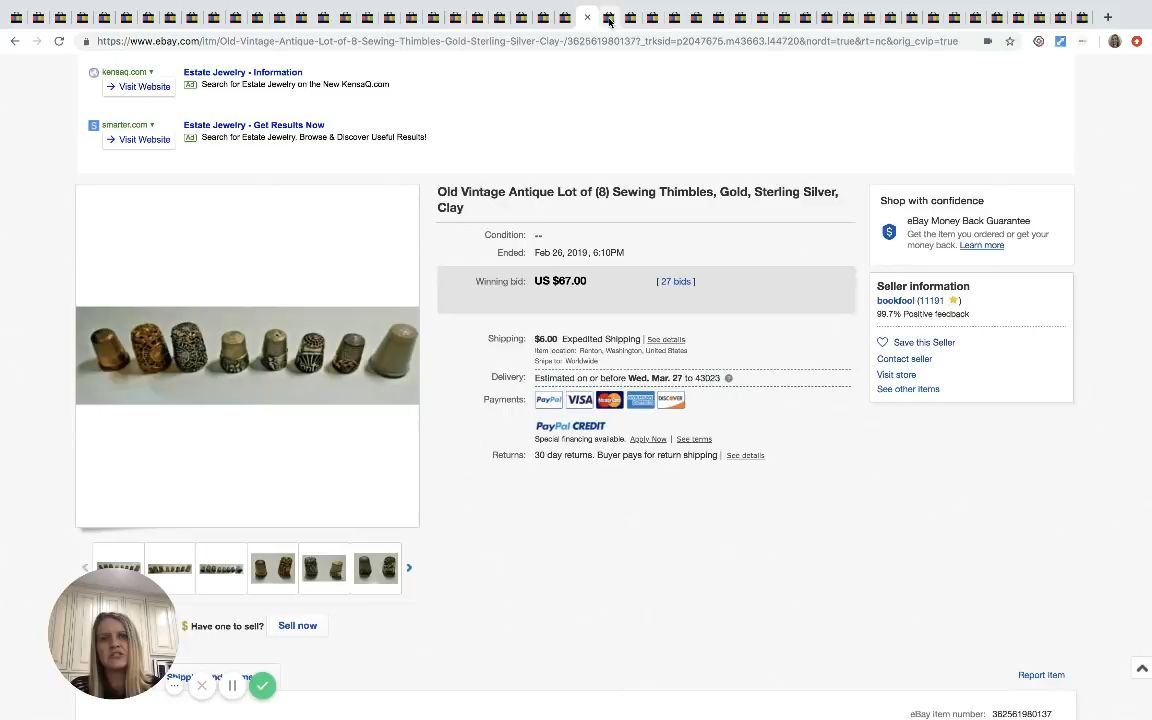 https://www.ebay.com/itm/Old-Vintage-Antique-Lot-of-8-Sewing-Thimbles-Gold-Sterling-Silver-Clay-/362561980137?_trksid=p2047675.m43663.l44720&nordt=true&rt=nc&orig_cvip=true
kensaq.com
Estate Jewelry - Information
Visit Website
Ad Search for Estate Jewelry on the New KensaQ.com
S smarter.com
Estate Jewelry - Get Results Now
Visit Website
Ad Search for Estate Jewelry. Browse & Discover Useful Results!
Old Vintage Antique Lot of (8) Sewing Thimbles, Gold, Sterling Silver,
Clay
Condition: --
Ended: Feb 26, 2019 , 6:10PM
Winning bid: US $67.00 [ 27 bids ]
Shipping: $6.00 Expedited Shipping | See details
Item location: Renton, Washington, United States
Ships to: Worldwide
Delivery: Estimated on or before Wed. Mar. 27 to 43023
Payments: PayPal VISA MasterCard AMERICAN EXPRESS DISCOVER
PayPal CREDIT
Special financing available. Apply Now | See terms
Returns: 30 day returns. Buyer pays for return shipping | See details
Shop with confidence
eBay Money Back Guarantee
Get the item you ordered or get your
money back. Learn more
Seller information
bookfool (11191 )
99.7% Positive feedback
Save this Seller
Contact seller
Visit store
See other items
$ Have one to sell? Sell now
Report item
eBay item number: 362561980137